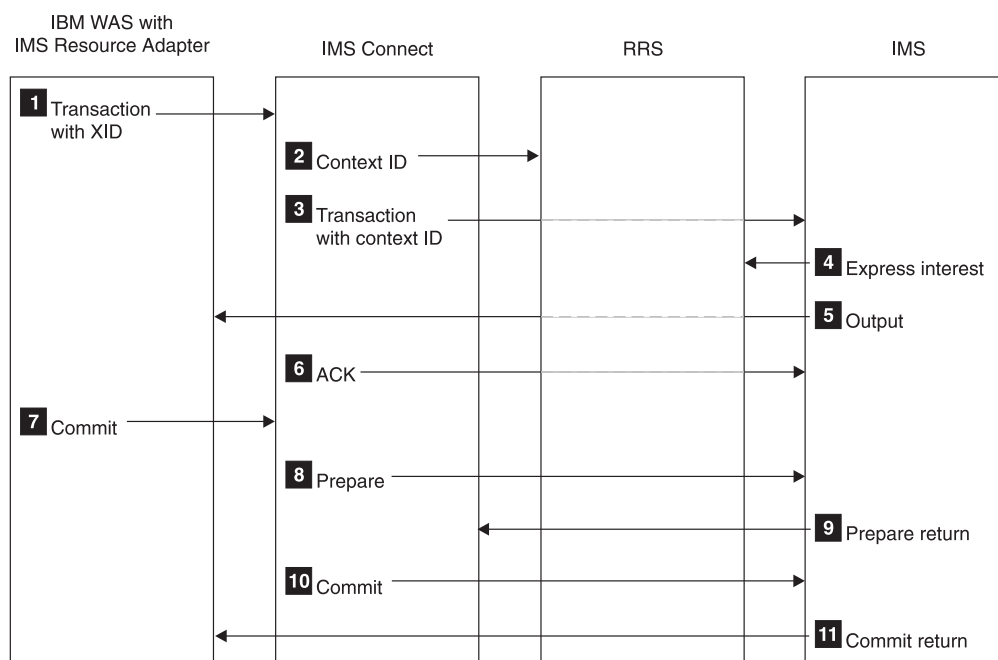 IBM WAS with
IMS Resource Adapter
IMS Connect
RRS
IMS
1 Transaction
with XID
2 Context ID
3 Transaction
with context ID
4 Express interest
5 Output
6 ACK
7 Commit
8 Prepare
9 Prepare return
10 Commit
11 Commit return